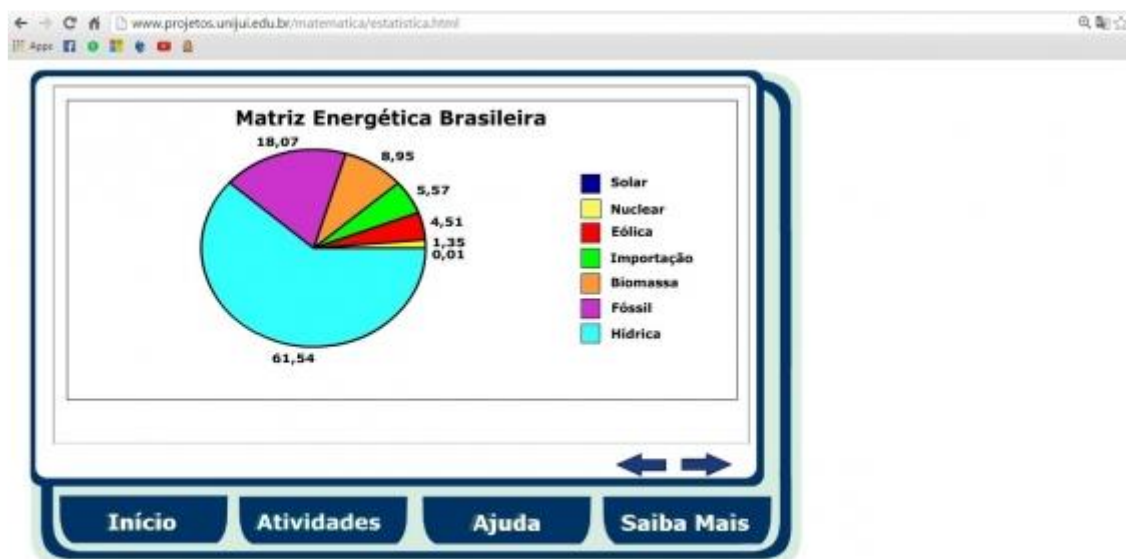 www.projetos.unijui.edu.br/matematica/estatistica.html
Apps
Matriz Energética Brasileira
18,07
8,95
5,57
4,51
1,35
0,01
61,54
Solar
Nuclear
Eólica
Importação
Biomassa
Fóssil
Hídrica
Início
Atividades
Ajuda
Saiba Mais